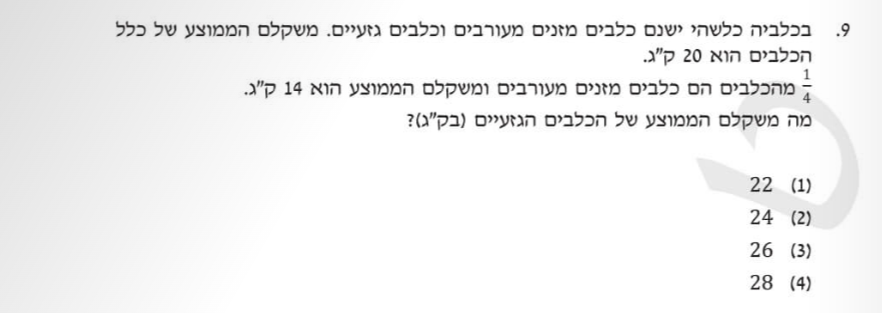 9. בכלביה כלשהי ישנם כלבים מזנים מעורבים וכלבים גזעיים. משקלם הממוצע של כלל
הכלבים הוא 20 ק"ג.
1/4 מהכלבים הם כלבים מזנים מעורבים ומשקלם הממוצע הוא 14 ק"ג.
מה משקלם הממוצע של הכלבים הגזעיים (בק"ג)?
(1) 22
(2) 24
(3) 26
(4) 28